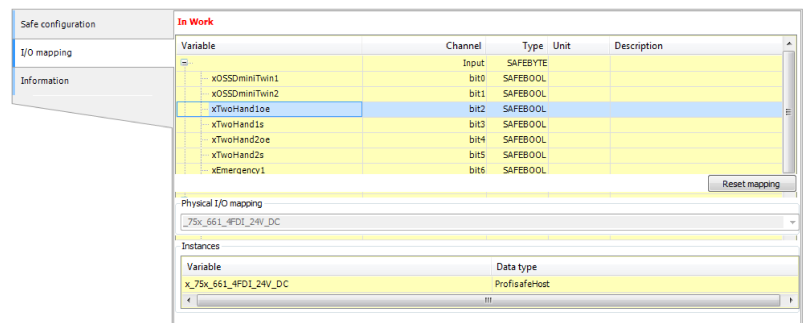 Safe configuration
I/O mapping
Information
In Work
Variable Channel Type Unit Description
Input SAFEBYTE
xOSSDminiTwin1 bit0 SAFEBOOL
xOSSDminiTwin2 bit1 SAFEBOOL
xTwoHand1oe bit2 SAFEBOOL
xTwoHand1s bit3 SAFEBOOL
xTwoHand2oe bit4 SAFEBOOL
xTwoHand2s bit5 SAFEBOOL
xEmergency1 bit6 SAFEBOOL
Reset mapping
Physical I/O mapping
_75x_661_4FDI_24V_DC
Instances
Variable Data type
x_75x_661_4FDI_24V_DC ProfisafeHost